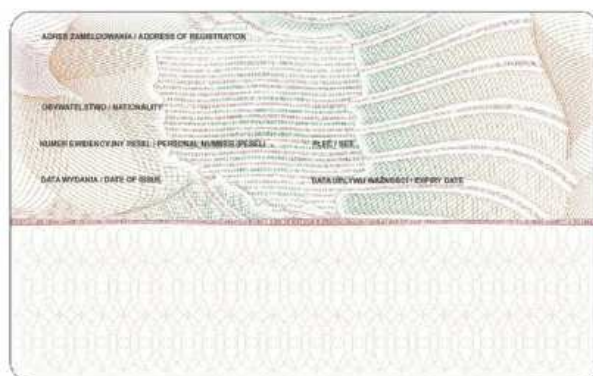 ADRES ZAMELDOWANIA / ADDRESS OF REGISTRATION
OBYWATELSTWO / NATIONALITY
NUMER EWIDENCYJNY PESEL / PERSONAL NUMBER (PESEL) PŁEĆ / SEX
DATA WYDANIA / DATE OF ISSUE DATA UPŁYWU WAŻNOŚCI / EXPIRY DATE